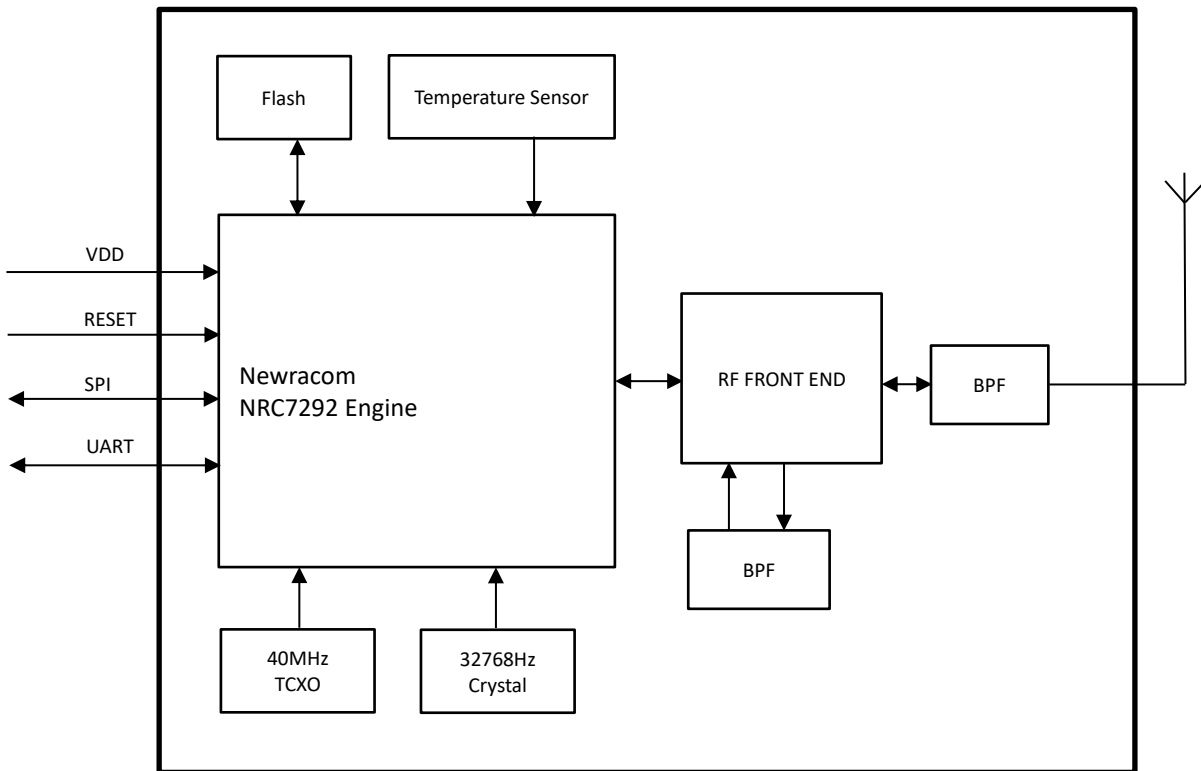 Flash
Temperature Sensor
VDD
RESET
SPI
UART
Newracom
NRC7292 Engine
RF FRONT END
BPF
BPF
40MHz
TCXO
32768Hz
Crystal